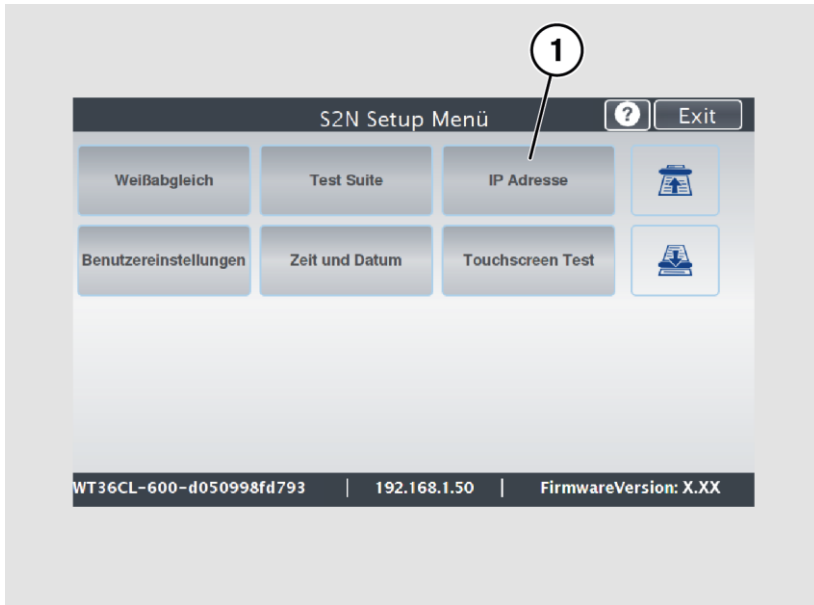 1
S2N Setup Menü ? Exit
Weißabgleich Test Suite IP Adresse
Benutzereinstellungen Zeit und Datum Touchscreen Test
WT36CL-600-d050998fd793 | 192.168.1.50 | FirmwareVersion: X.XX